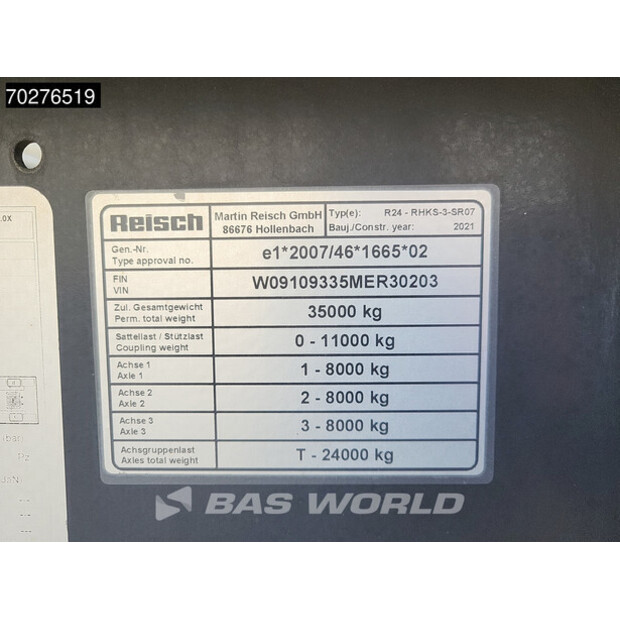 70276519
.0X
Reisch
Martin Reisch GmbH
86676 Hollenbach
Typ(e): R24 - RHKS-3-SR07
Bauj./Constr. year: 2021
Gen.-Nr.
Type approval no.
e1*2007/46*1665*02
FIN
VIN
W09109335MER30203
Zul. Gesamtgewicht
Perm. total weight
35000 kg
Sattellast / Stützlast
Coupling weight
0 - 11000 kg
Achse 1
Axle 1
1 - 8000 kg
Achse 2
Axle 2
2 - 8000 kg
Achse 3
Axle 3
3 - 8000 kg
Achsgruppenlast
Axles total weight
T - 24000 kg
BAS WORLD